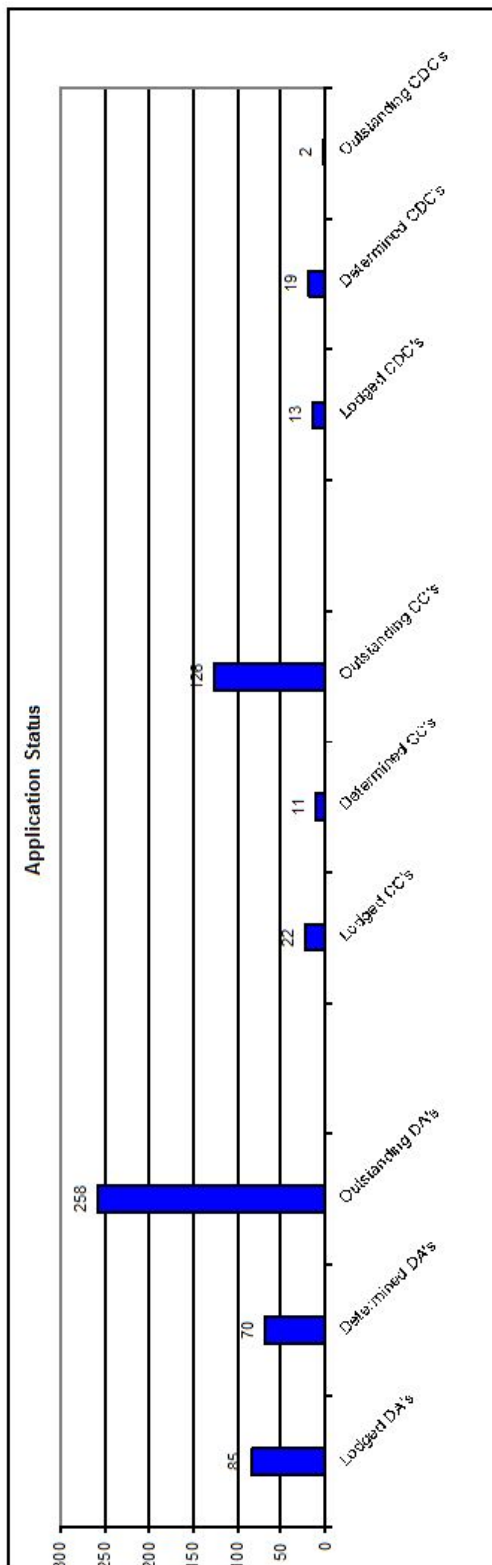 Application Status
300
250
200
150
100
50
0
85
70
258
22
11
126
13
19
2
Lodged DA's
Determined DA's
Outstanding DA's
Lodged CC's
Determined CC's
Outstanding CC's
Lodged CDC's
Determined CDC's
Outstanding CDC's